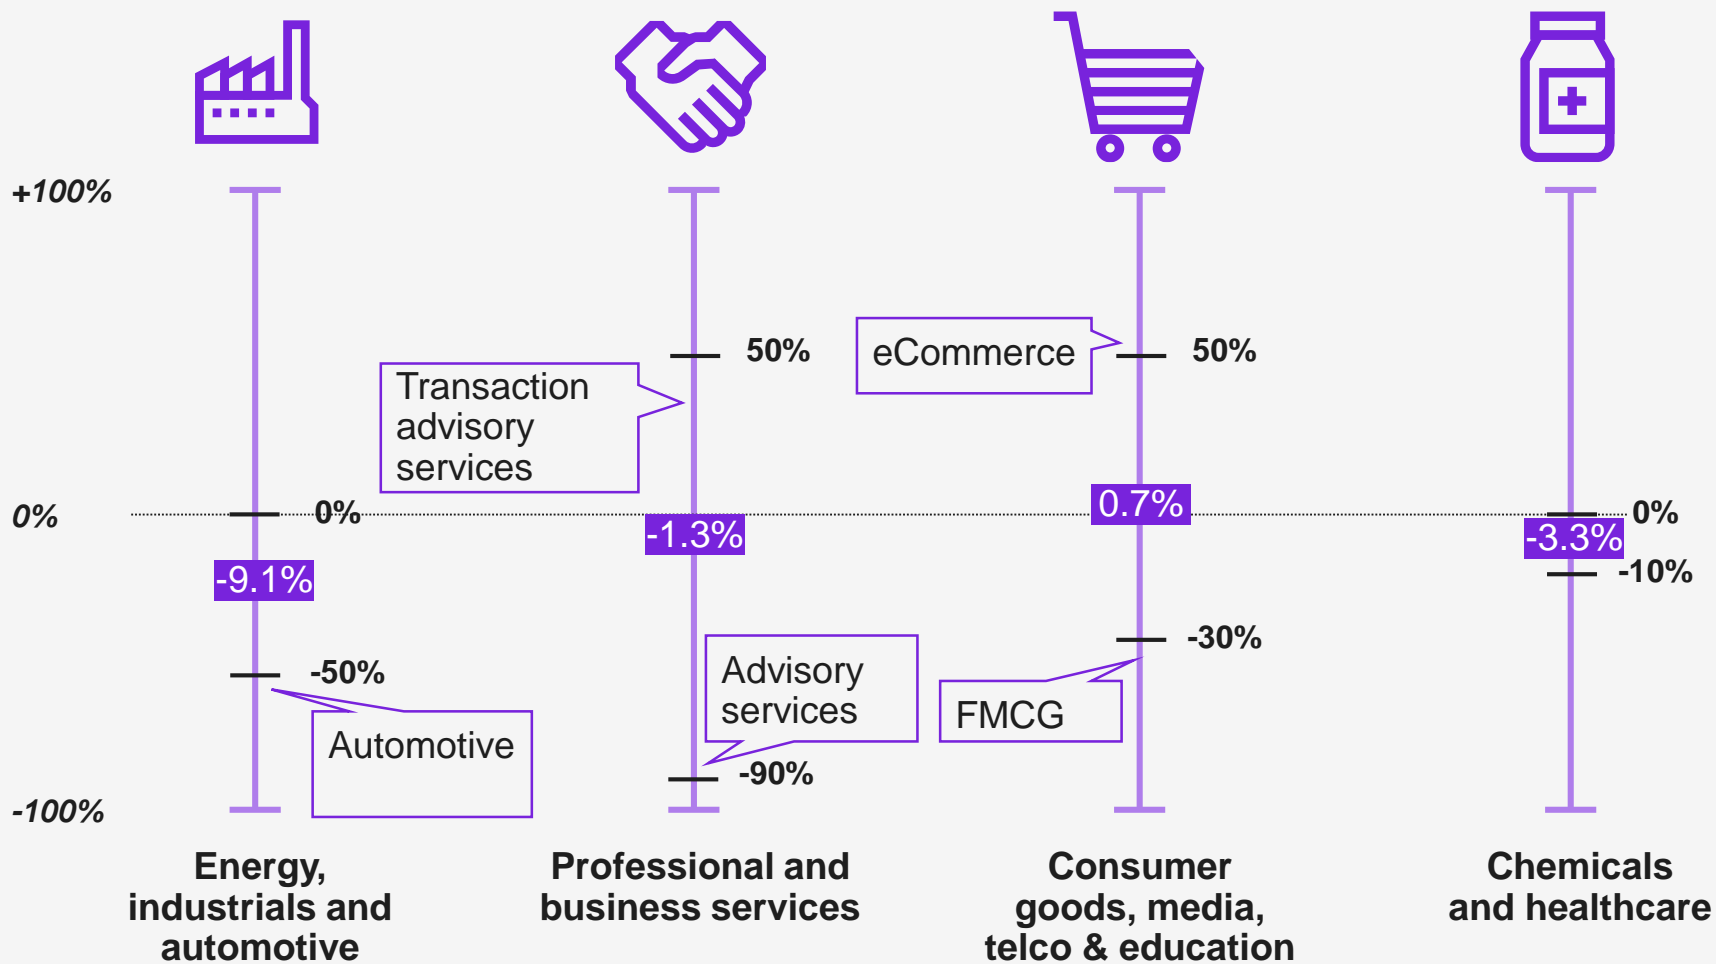 +100%
50%
eCommerce
50%
Transaction
advisory
services
0%
0%
0.7%
0%
-1.3%
-3.3%
-9.1%
-10%
-30%
-50%
Advisory
services
FMCG
Automotive
-90%
-100%
Energy,
industrials and
automotive
Professional and
business services
Consumer
goods, media,
telco & education
Chemicals
and healthcare